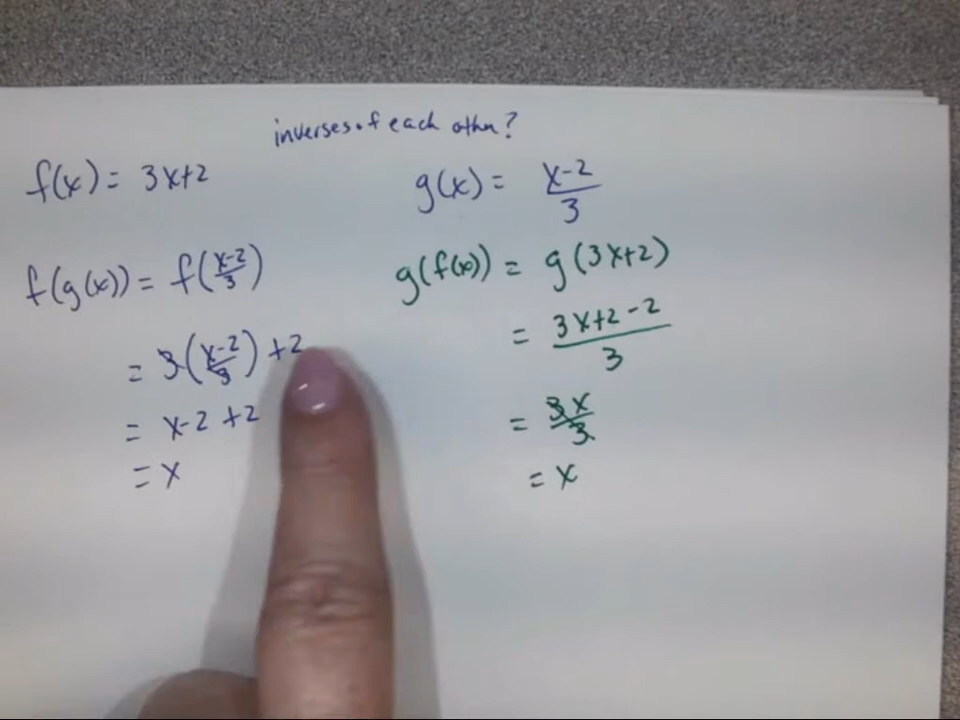 inverses of each other?
f(x) = 3x+2
g(x) = x-2/3
f(g(x)) = f(x-2/3)
= 3(x-2/3) +2
= x-2 +2
= x
g(f(x)) = g(3x+2)
= 3x+2-2/3
= 3x/3
= x